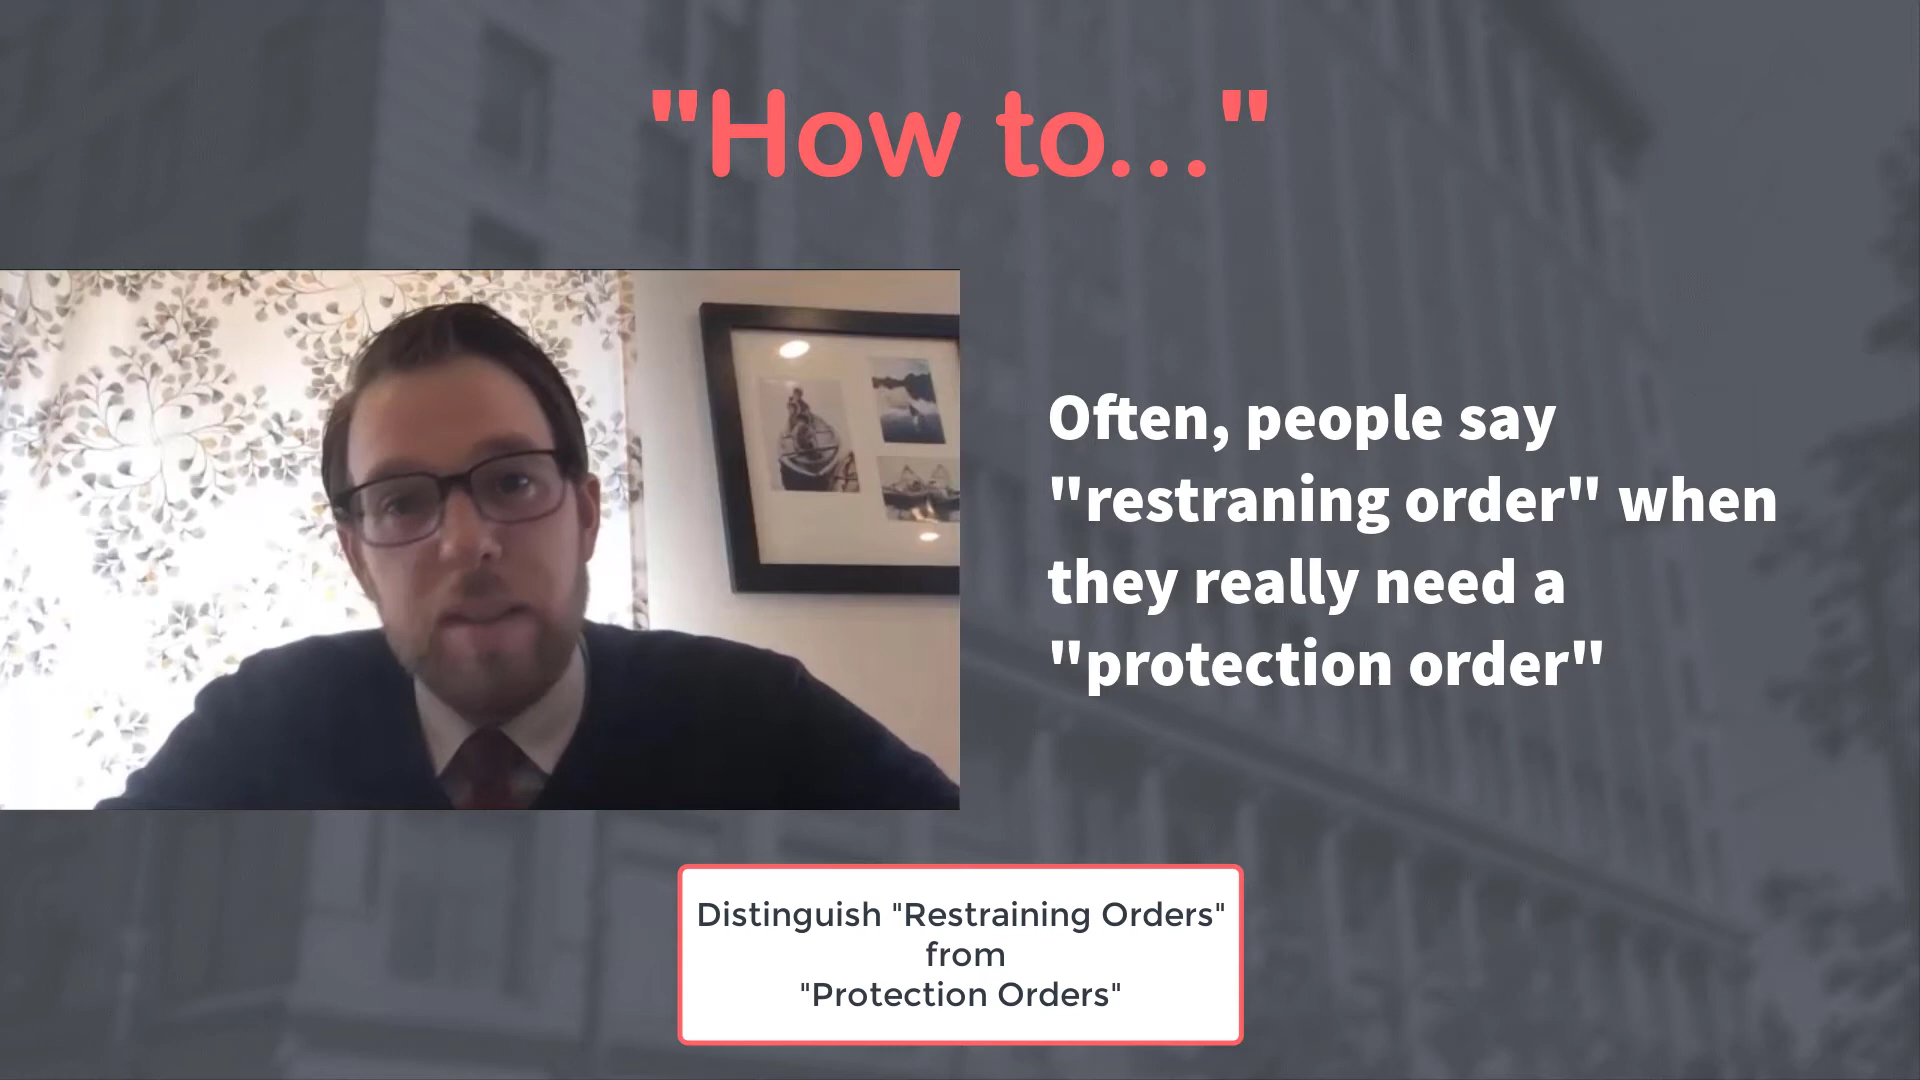 "How to..."
Often, people say
"restraning order" when
they really need a
"protection order"
Distinguish "Restraining Orders"
from
"Protection Orders"